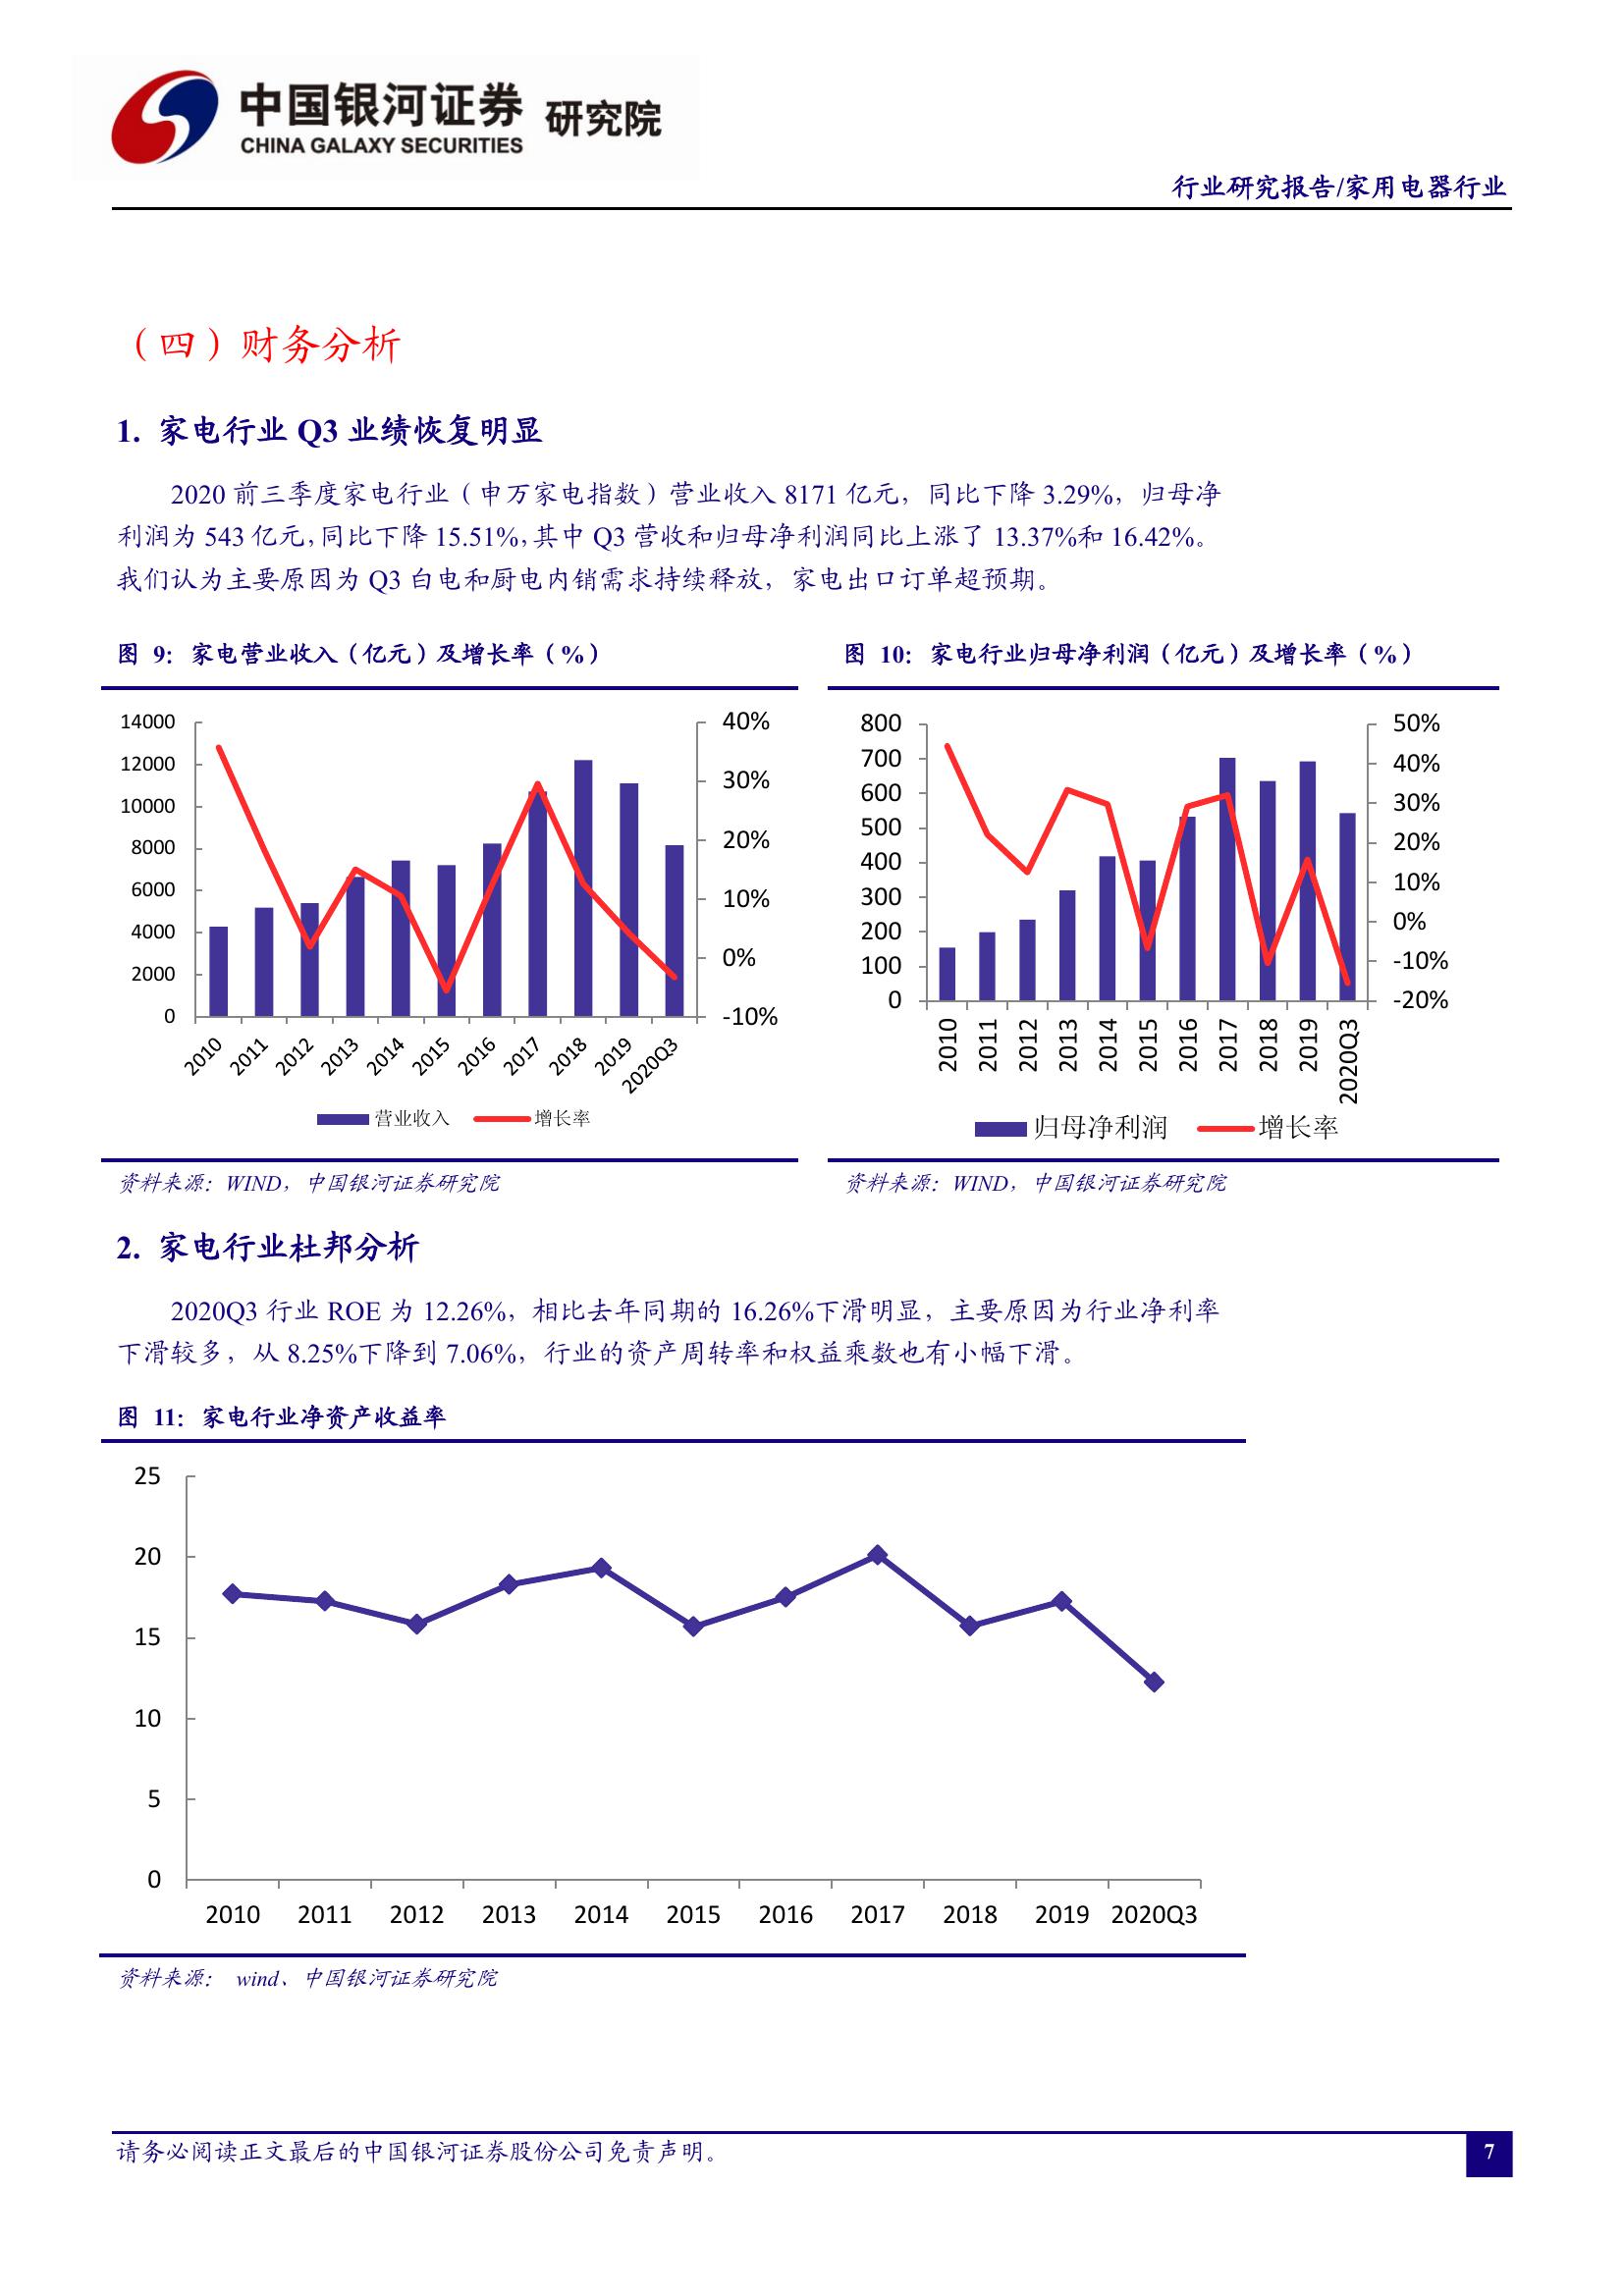 中国银河证券 研究院
CHINA GALAXY SECURITIES
行业研究报告/家用电器行业
（四）财务分析
1. 家电行业 Q3 业绩恢复明显
2020 前三季度家电行业（申万家电指数）营业收入 8171 亿元，同比下降 3.29%，归母净
利润为 543 亿元，同比下降 15.51%，其中 Q3 营收和归母净利润同比上涨了 13.37%和 16.42%。
我们认为主要原因为 Q3 白电和厨电内销需求持续释放，家电出口订单超预期。
图 9：家电营业收入（亿元）及增长率（%）
14000
12000
10000
8000
6000
4000
2000
0
40%
30%
20%
10%
0%
-10%
2010 2011 2012 2013 2014 2015 2016 2017 2018 2019 2020Q3
营业收入 增长率
资料来源：WIND，中国银河证券研究院
图 10：家电行业归母净利润（亿元）及增长率（%）
800
700
600
500
400
300
200
100
0
50%
40%
30%
20%
10%
0%
-10%
-20%
2010 2011 2012 2013 2014 2015 2016 2017 2018 2019 2020Q3
归母净利润 增长率
资料来源：WIND，中国银河证券研究院
2. 家电行业杜邦分析
2020Q3 行业 ROE 为 12.26%，相比去年同期的 16.26%下滑明显，主要原因为行业净利率
下滑较多，从 8.25%下降到 7.06%，行业的资产周转率和权益乘数也有小幅下滑。
图 11：家电行业净资产收益率
25
20
15
10
5
0
2010 2011 2012 2013 2014 2015 2016 2017 2018 2019 2020Q3
资料来源： wind、中国银河证券研究院
请务必阅读正文最后的中国银河证券股份公司免责声明。
7